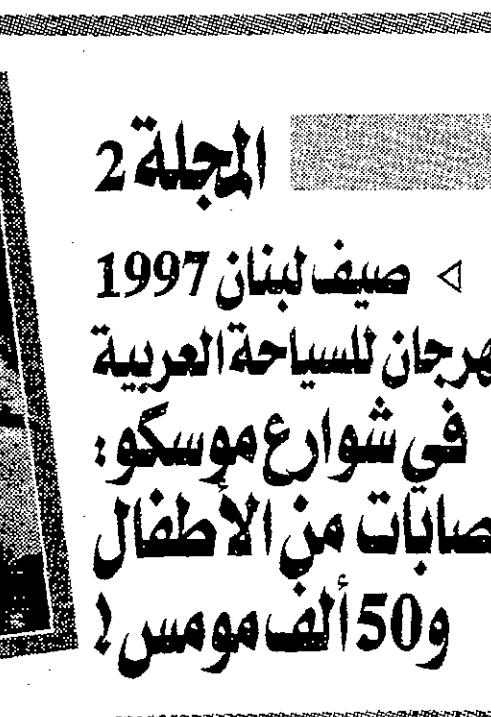 المجلة 2
◁ صيف لبنان 1997
هرجان للسياحة العربية
في شوارع موسكو:
صابات من الأطفال
و50 ألف مومس!